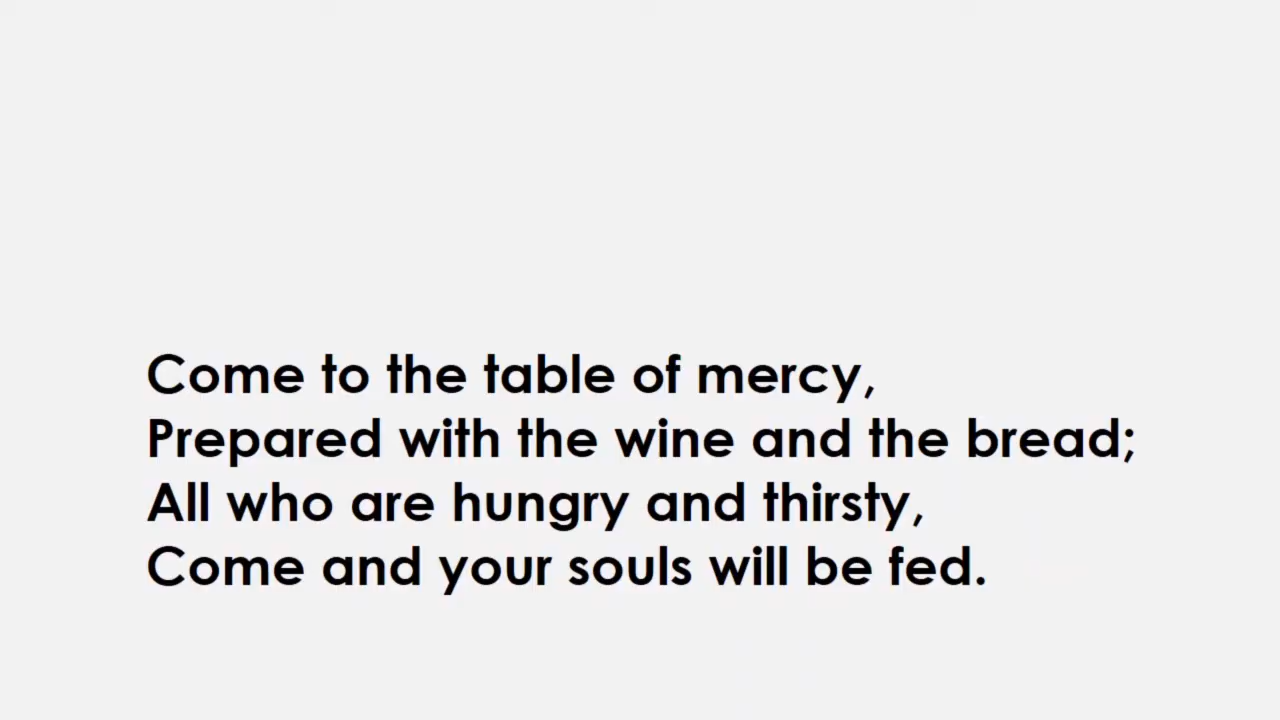 Come to the table of mercy,
Prepared with the wine and the bread;
All who are hungry and thirsty,
Come and your souls will be fed.